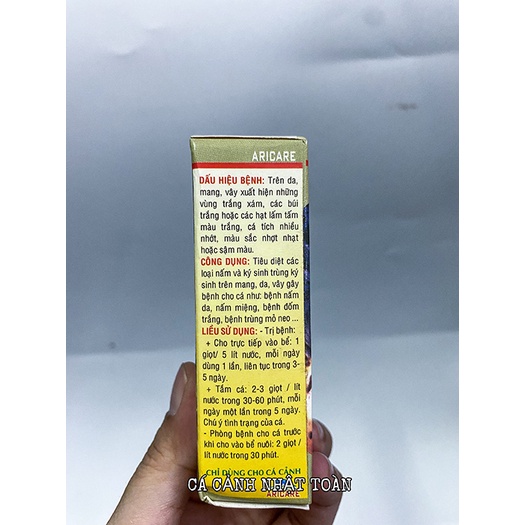 ARICARE
DẤU HIỆU BỆNH: Trên da,
mang, vây xuất hiện những
vùng trắng xám, các búi
trắng hoặc các hạt lấm tấm
màu trắng, cá tích nhiều
nhớt, màu sắc nhợt nhạt
hoặc sậm màu.
CÔNG DỤNG: Tiêu diệt các
loại nấm và ký sinh trùng ký
sinh trên mang, da, vây gây
bệnh cho cá như: bệnh nấm
da, nấm miệng, bệnh đốm
trắng, bệnh trùng mỏ neo ...
LIỀU SỬ DỤNG: - Trị bệnh:
+ Cho trực tiếp vào bể: 1
giọt/ 5 lít nước, mỗi ngày
dùng 1 lần, liên tục trong 3-
5 ngày.
+ Tắm cá: 2-3 giọt / lít
nước trong 30-60 phút, mỗi
ngày một lần trong 5 ngày.
Chú ý tình trạng của cá.
- Phòng bệnh cho cá trước
khi cho vào bể nuôi: 2 giọt /
lít nước trong 30 phút.
CHỈ DÙNG CHO CÁ CẢNH
CÁ CẢNH NHẬT TOÀN
ARICARE